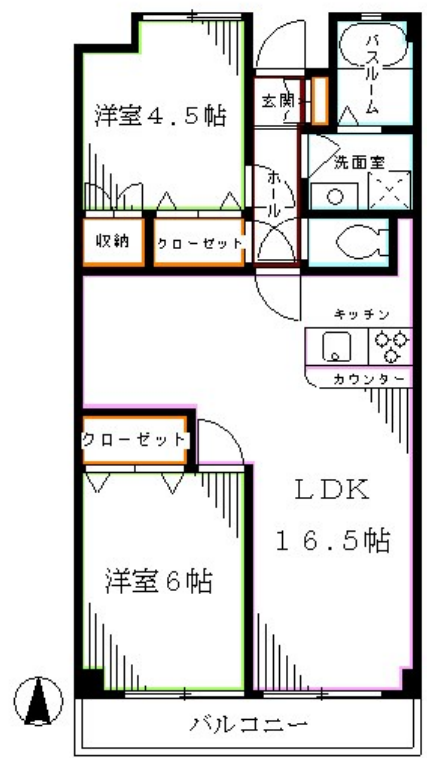 バスルーム
玄関
洋室4.5帖
洗面室
ホール
収納
クローゼット
キッチン
カウンター
クローゼット
LDK
16.5帖
洋室6帖
バルコニー